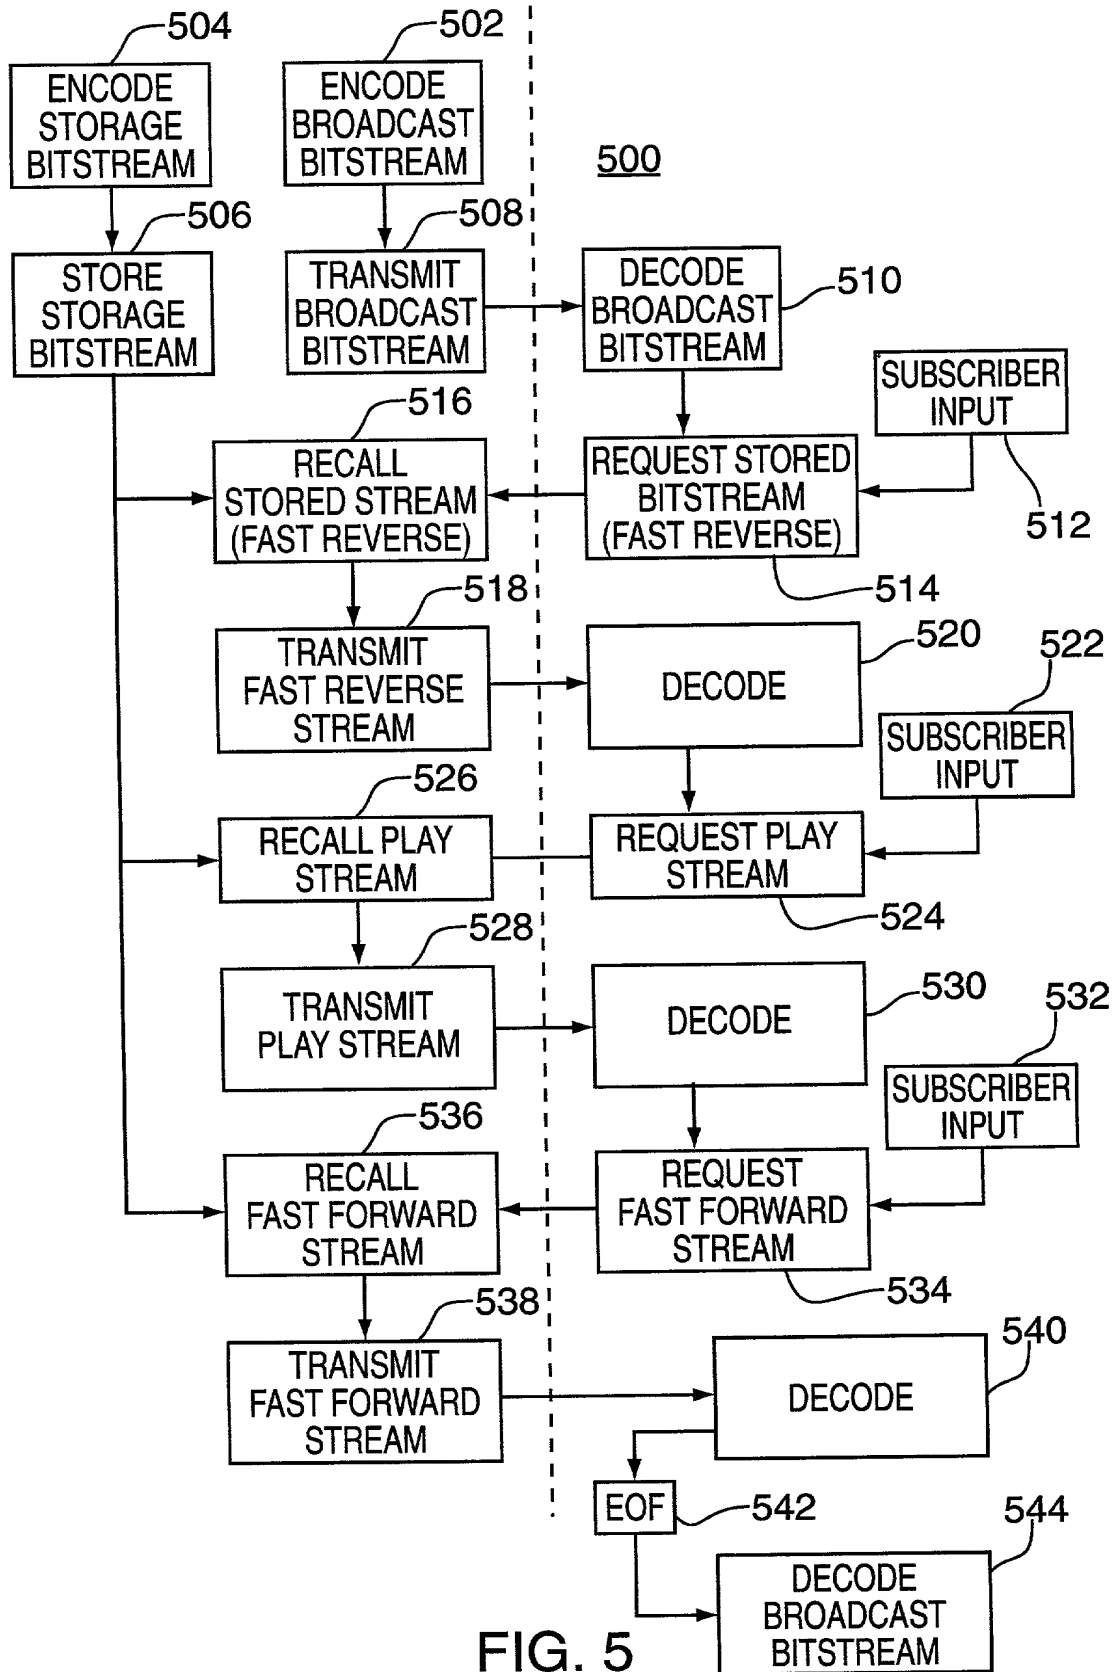 504
502
ENCODE
STORAGE
BITSTREAM
ENCODE
BROADCAST
BITSTREAM
500
506
508
STORE
STORAGE
BITSTREAM
TRANSMIT
BROADCAST
BITSTREAM
DECODE
BROADCAST
BITSTREAM
510
SUBSCRIBER
INPUT
512
516
RECALL
STORED STREAM
(FAST REVERSE)
REQUEST STORED
BITSTREAM
(FAST REVERSE)
514
518
TRANSMIT
FAST REVERSE
STREAM
DECODE
520
522
SUBSCRIBER
INPUT
526
RECALL PLAY
STREAM
REQUEST PLAY
STREAM
524
528
TRANSMIT
PLAY STREAM
DECODE
530
532
SUBSCRIBER
INPUT
536
RECALL
FAST FORWARD
STREAM
REQUEST
FAST FORWARD
STREAM
534
538
TRANSMIT
FAST FORWARD
STREAM
DECODE
540
EOF
542
544
DECODE
BROADCAST
BITSTREAM
FIG. 5